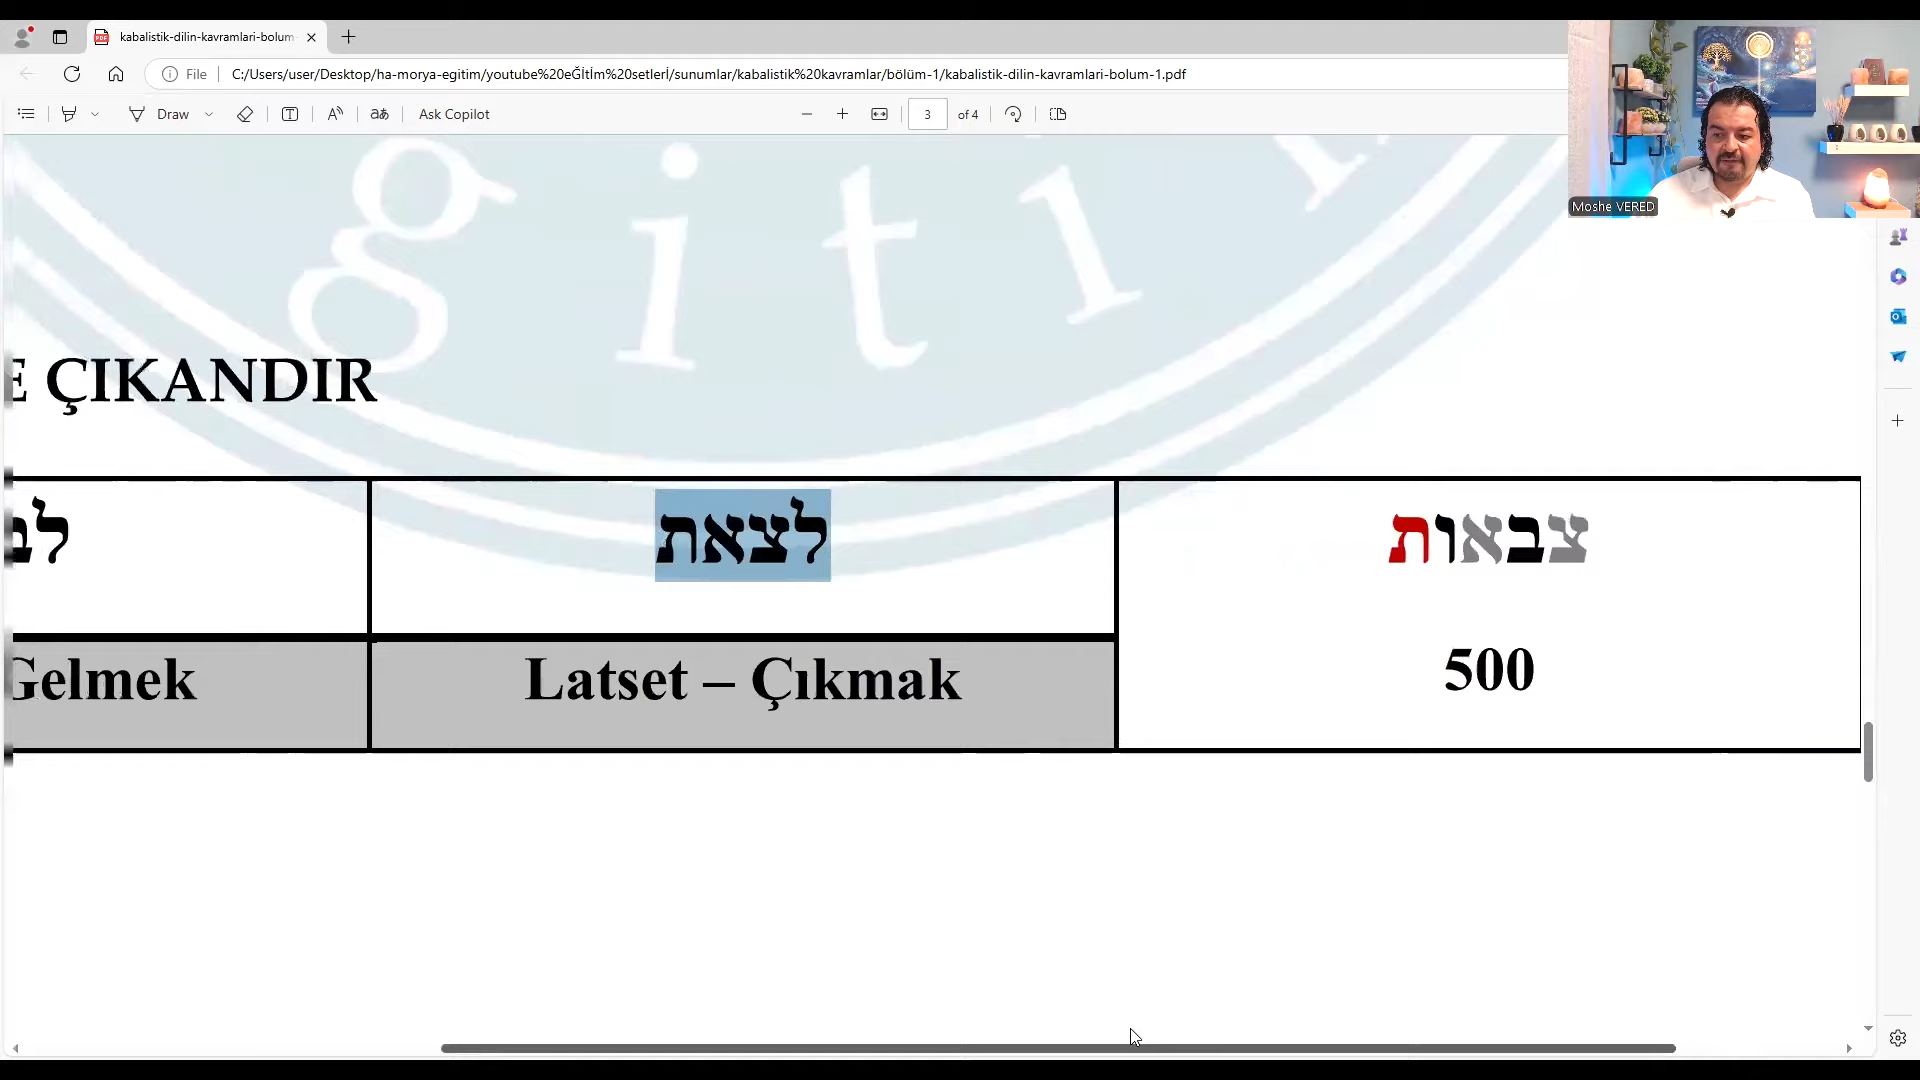 kabalistik-dilin-kavramlari-bolum-
File
C:/Users/user/Desktop/ha-morya-egitim/youtube%20eĞİtİm%20setlerİ/sunumlar/kabalistik%20kavramlar/bölüm-1/kabalistik-dilin-kavramlari-bolum-1.pdf
Draw
Ask Copilot
3 of 4
Moshe VERED
ğ i t i
ÇIKANDIR
לצאת
צבאות
Gelmek
Latset – Çıkmak
500